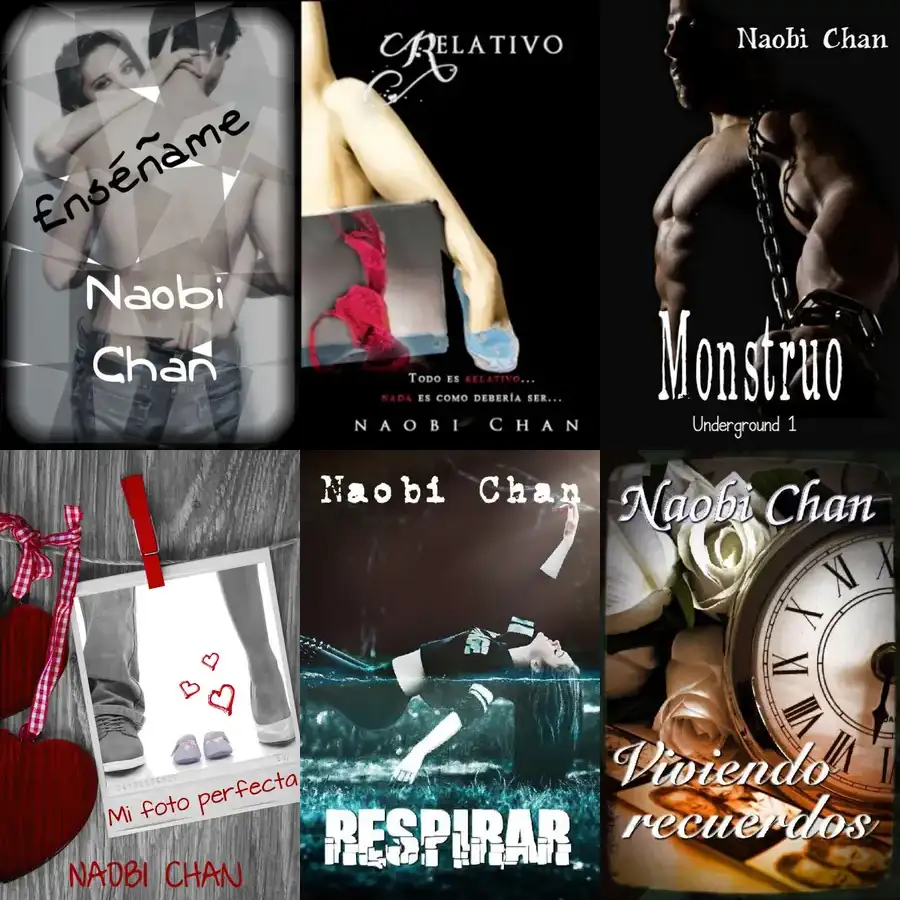 Enséñame
Naobi
Chan
RELATIVO
TODO ES RELATIVO...
NADA ES COMO DEBERÍA SER...
NAOBI CHAN
Naobi Chan
Monstruo
Underground 1
Mi foto perfecta
NAOBI CHAN
Naobi Chan
RESPIRAR
Naobi Chan
Viviendo
recuerdos